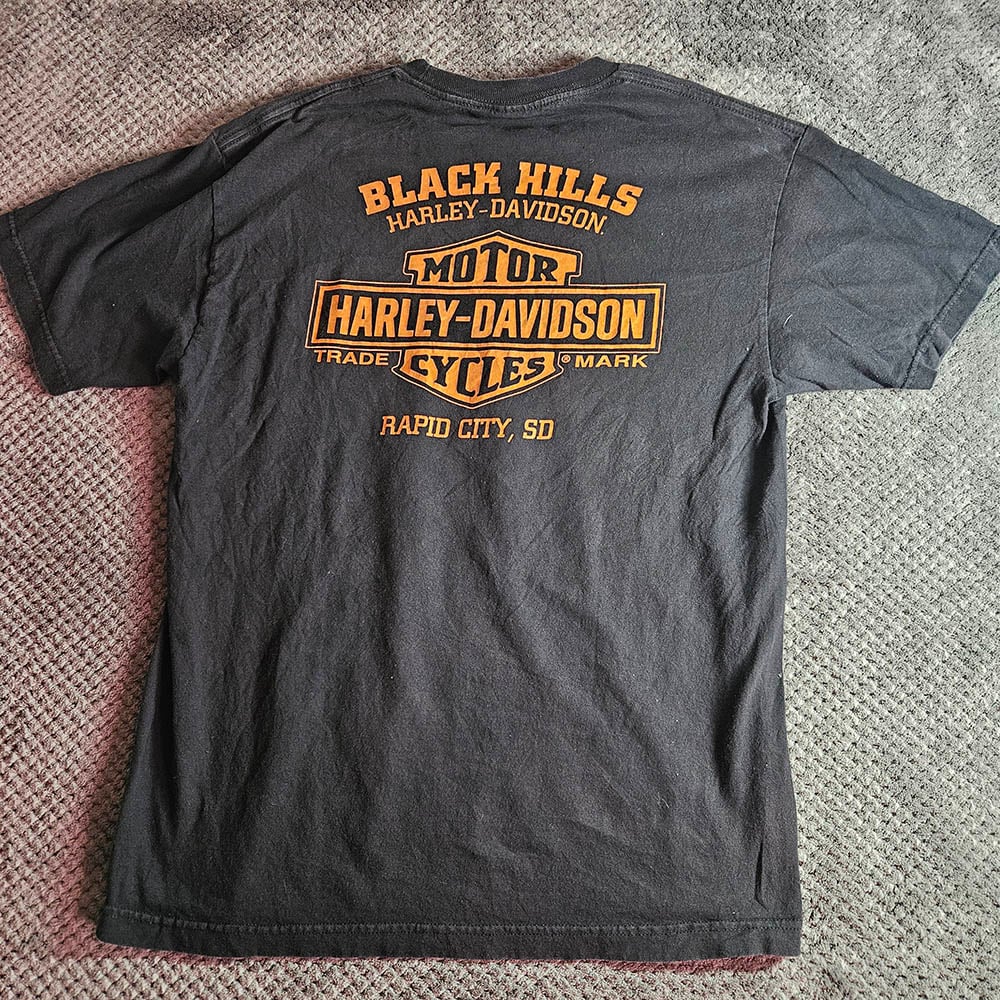 BLACK HILLS
HARLEY-DAVIDSON.
MOTOR
HARLEY-DAVIDSON
TRADE CYCLES ® MARK
RAPID CITY, SD